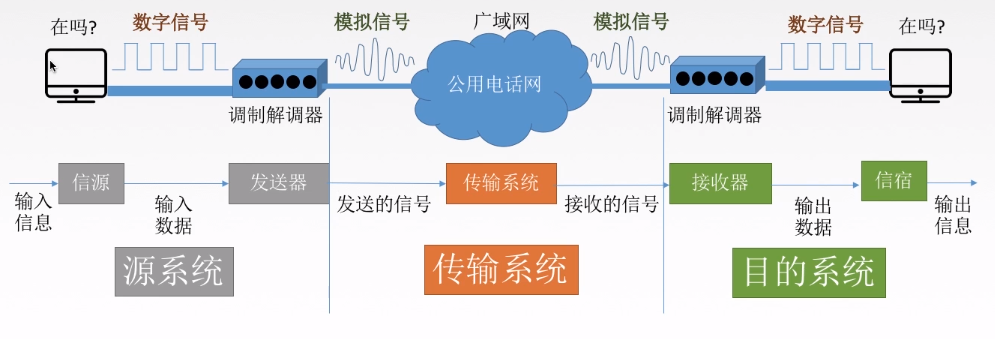 在吗?
数字信号
模拟信号
广域网
模拟信号
数字信号
在吗?
公用电话网
调制解调器
调制解调器
信源
发送器
传输系统
接收器
信宿
输入
信息
输入
数据
发送的信号
接收的信号
输出
数据
输出
信息
源系统
传输系统
目的系统